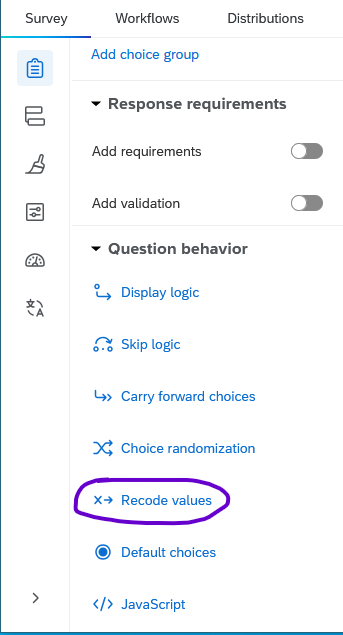 Survey Workflows Distributions
Add choice group
Response requirements
Add requirements
Add validation
Question behavior
Display logic
Skip logic
Carry forward choices
Choice randomization
Recode values
Default choices
JavaScript